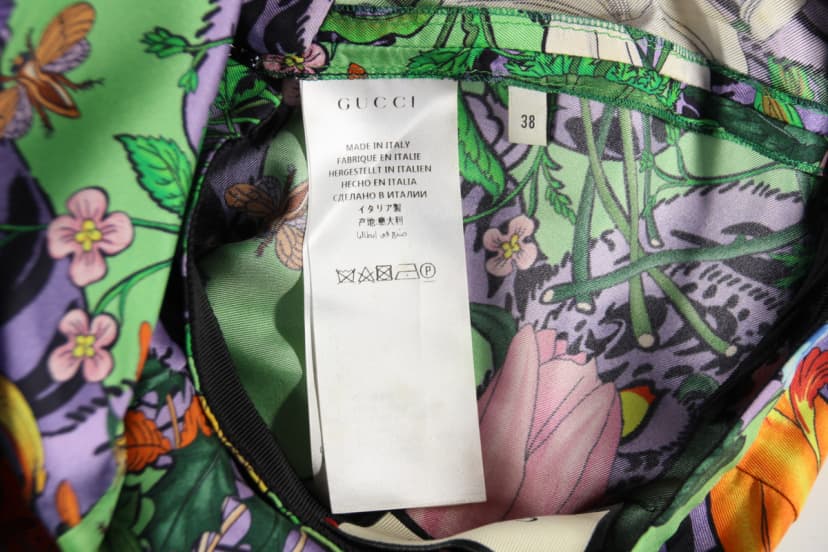 GUCCI
38
MADE IN ITALY
FABRIQUE EN ITALIE
HERGESTELLT IN ITALIEN
HECHO EN ITALIA
СДЕЛАНО В ИТАЛИИ
イタリア製
产地:意大利
صنع في إيطاليا
P